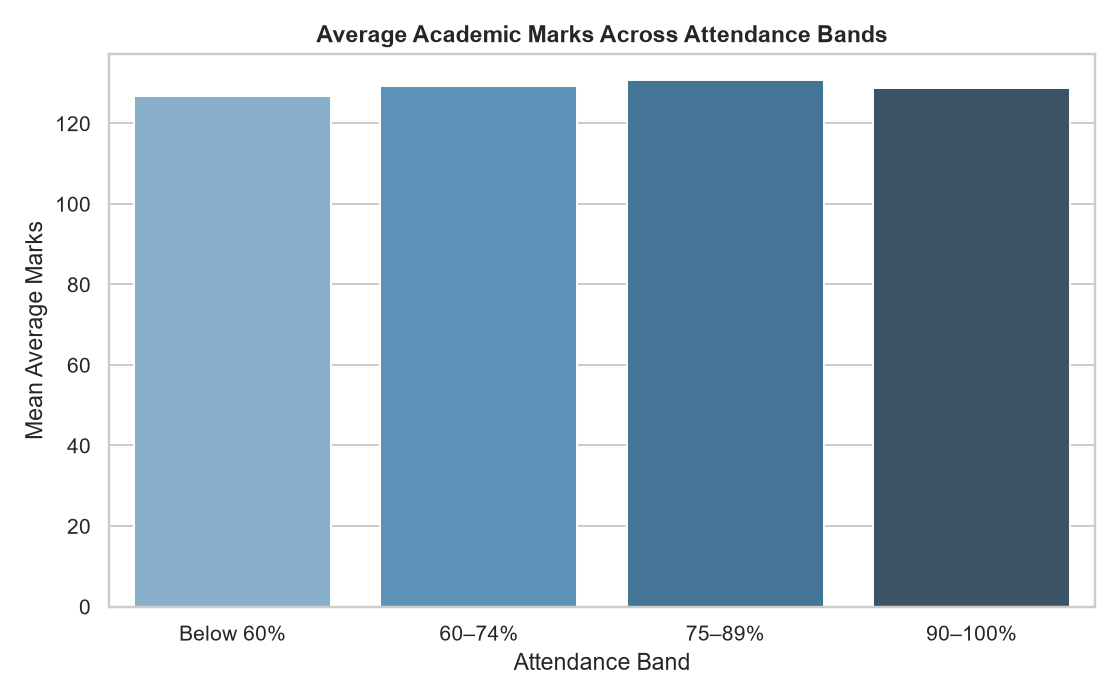 Average Academic Marks Across Attendance Bands
Mean Average Marks
120
100
80
60
40
20
0
Below 60%
60–74%
75–89%
90–100%
Attendance Band